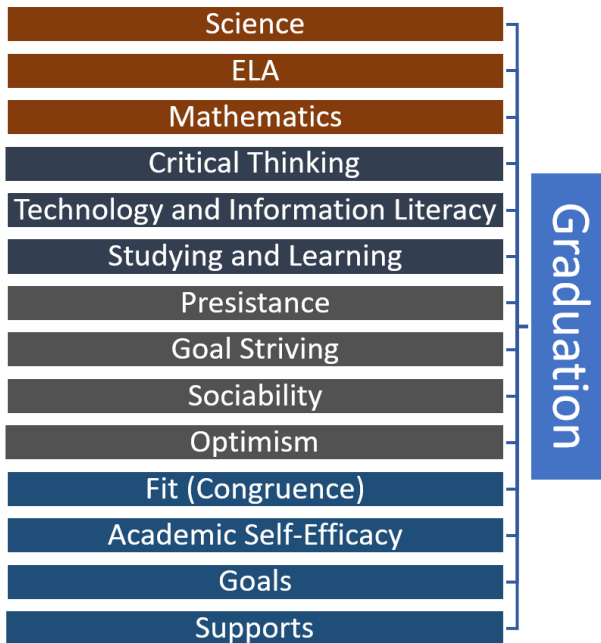 Science
ELA
Mathematics
Critical Thinking
Technology and Information Literacy
Studying and Learning
Presistance
Goal Striving
Sociability
Optimism
Fit (Congruence)
Academic Self-Efficacy
Goals
Supports
Graduation